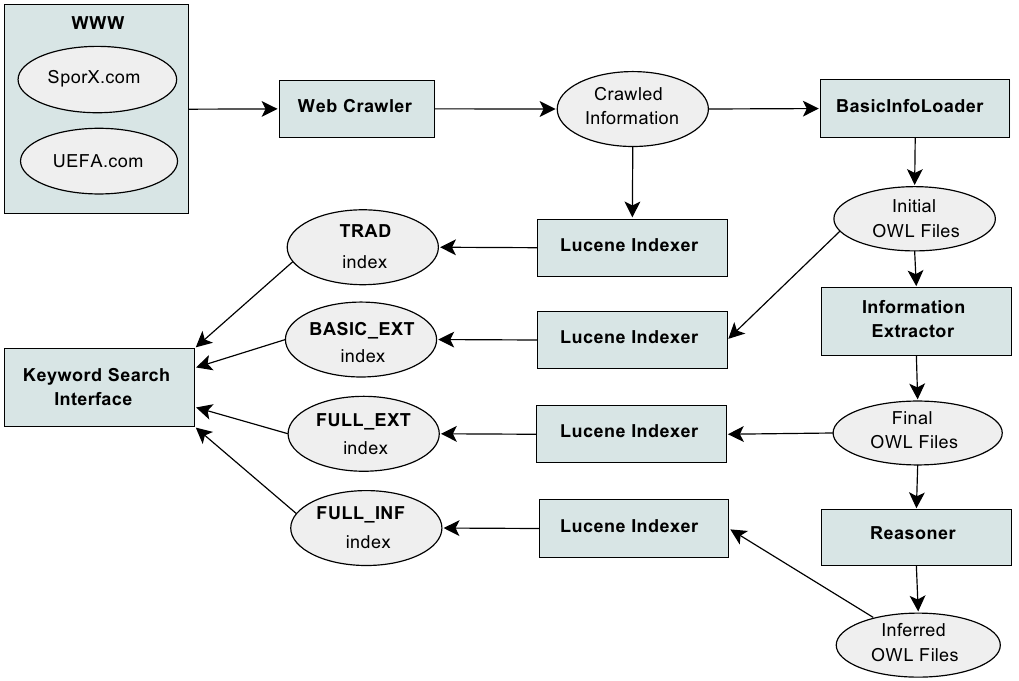 WWW
SporX.com
UEFA.com
Web Crawler
Crawled
Information
BasicInfoLoader
Initial
OWL Files
TRAD
index
Lucene Indexer
Information
Extractor
BASIC_EXT
index
Lucene Indexer
Keyword Search
Interface
FULL_EXT
index
Lucene Indexer
Final
OWL Files
FULL_INF
index
Lucene Indexer
Reasoner
Inferred
OWL Files